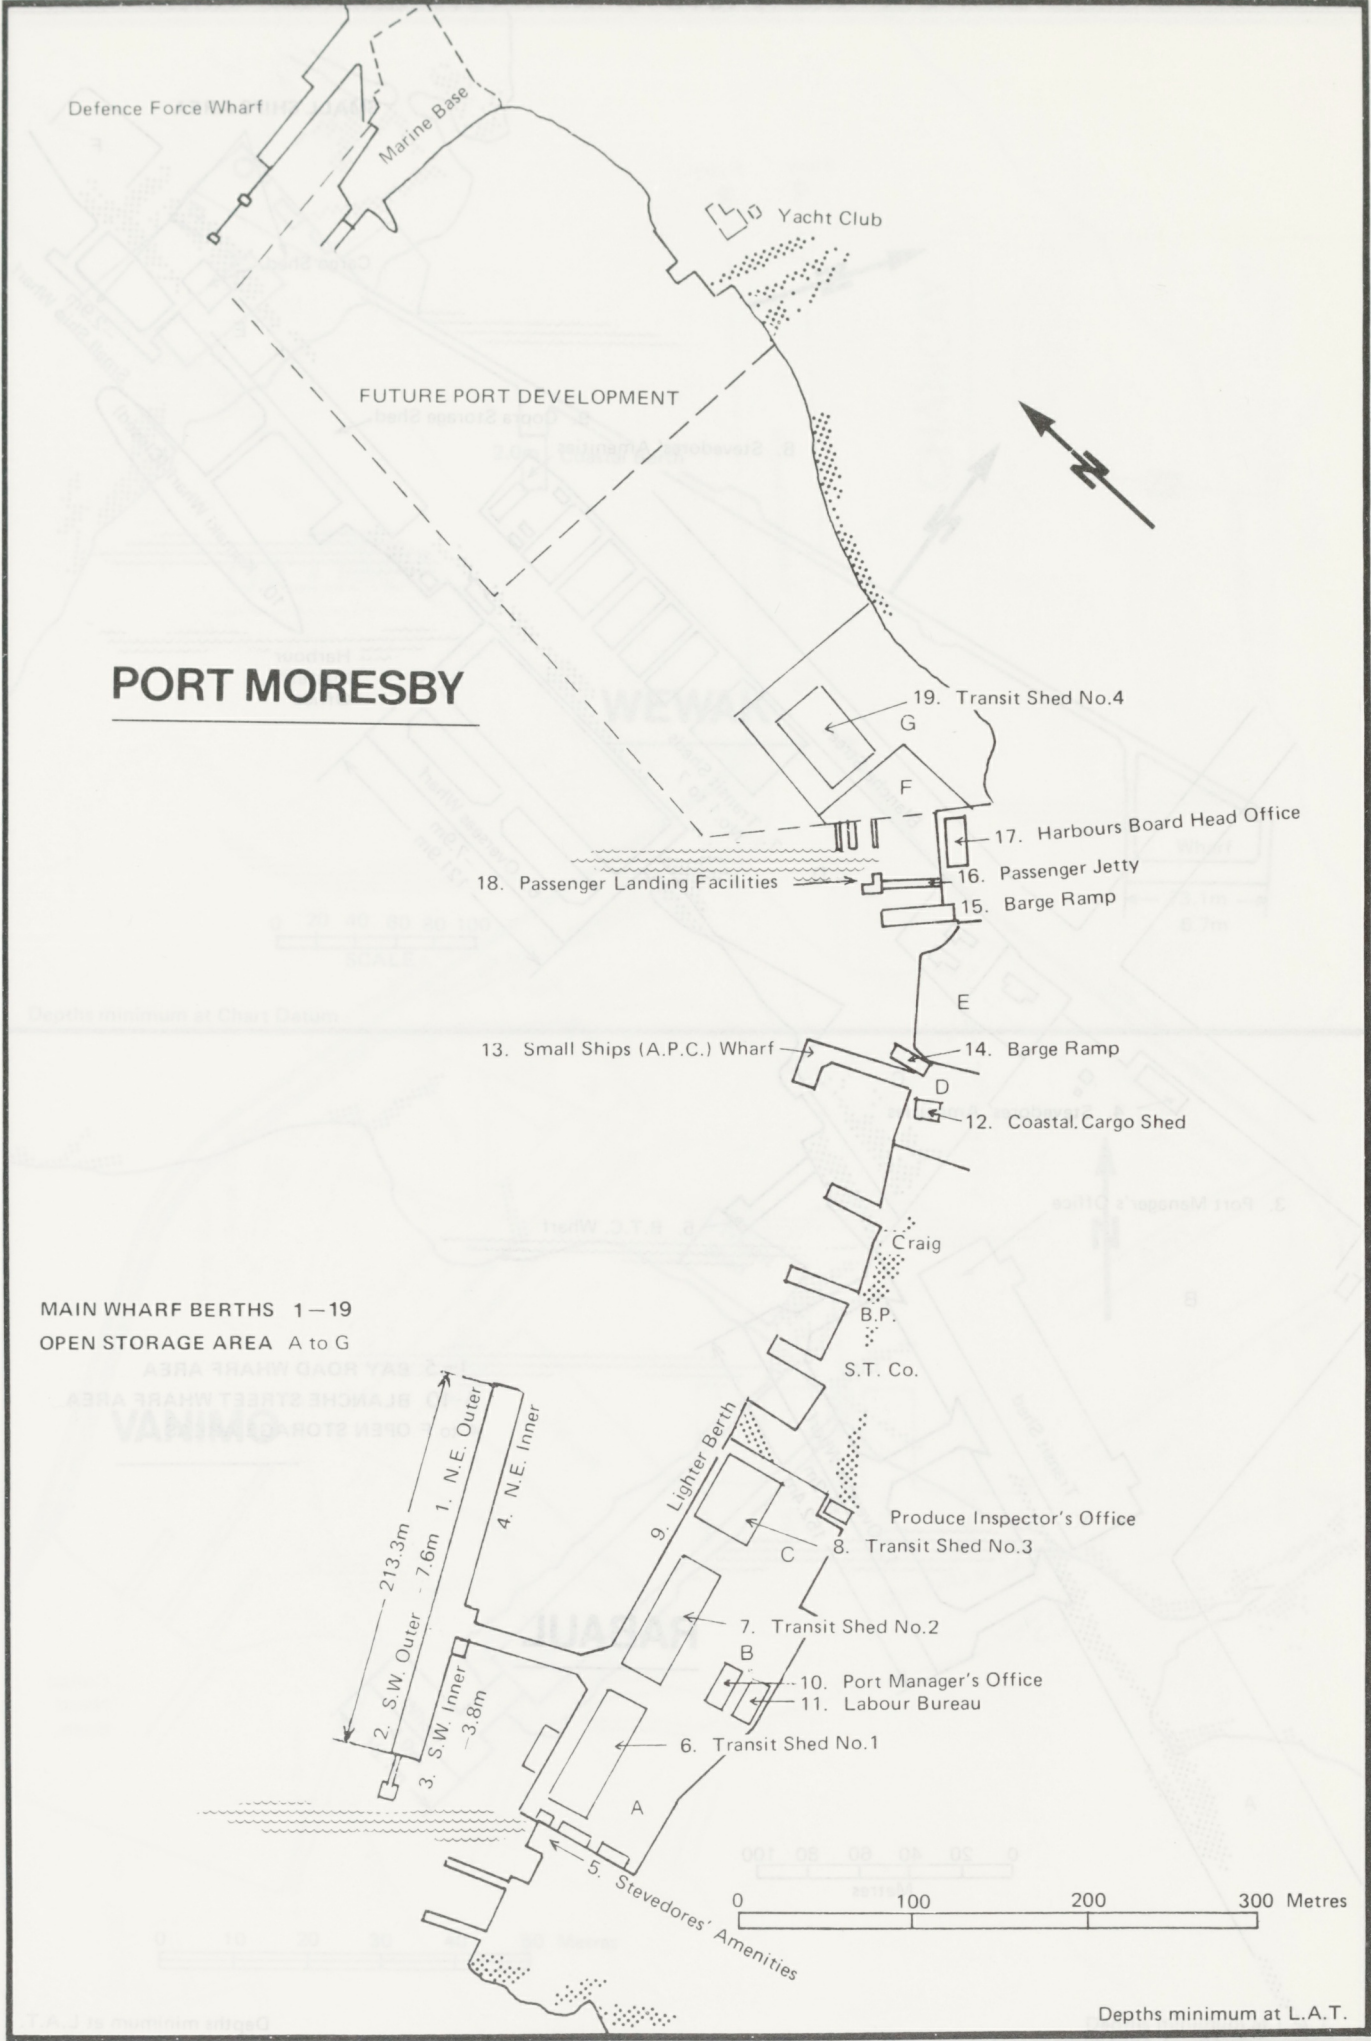 Defence Force Wharf
Marine Base
Yacht Club
FUTURE PORT DEVELOPMENT
N
PORT MORESBY
19. Transit Shed No.4
G
F
17. Harbours Board Head Office
16. Passenger Jetty
18. Passenger Landing Facilities
15. Barge Ramp
E
13. Small Ships (A.P.C.) Wharf
14. Barge Ramp
D
12. Coastal.Cargo Shed
Craig
B.P.
S.T. Co.
MAIN WHARF BERTHS 1–19
OPEN STORAGE AREA A to G
213.3m
1. N.E. Outer
-7.6m
2. S.W. Outer
4. N.E. Inner
3. S.W. Inner
–3.8m
9. Lighter Berth
Produce Inspector's Office
8. Transit Shed No.3
C
7. Transit Shed No.2
B
10. Port Manager's Office
11. Labour Bureau
6. Transit Shed No.1
A
5. Stevedores' Amenities
0 100 200 300 Metres
Depths minimum at L.A.T.